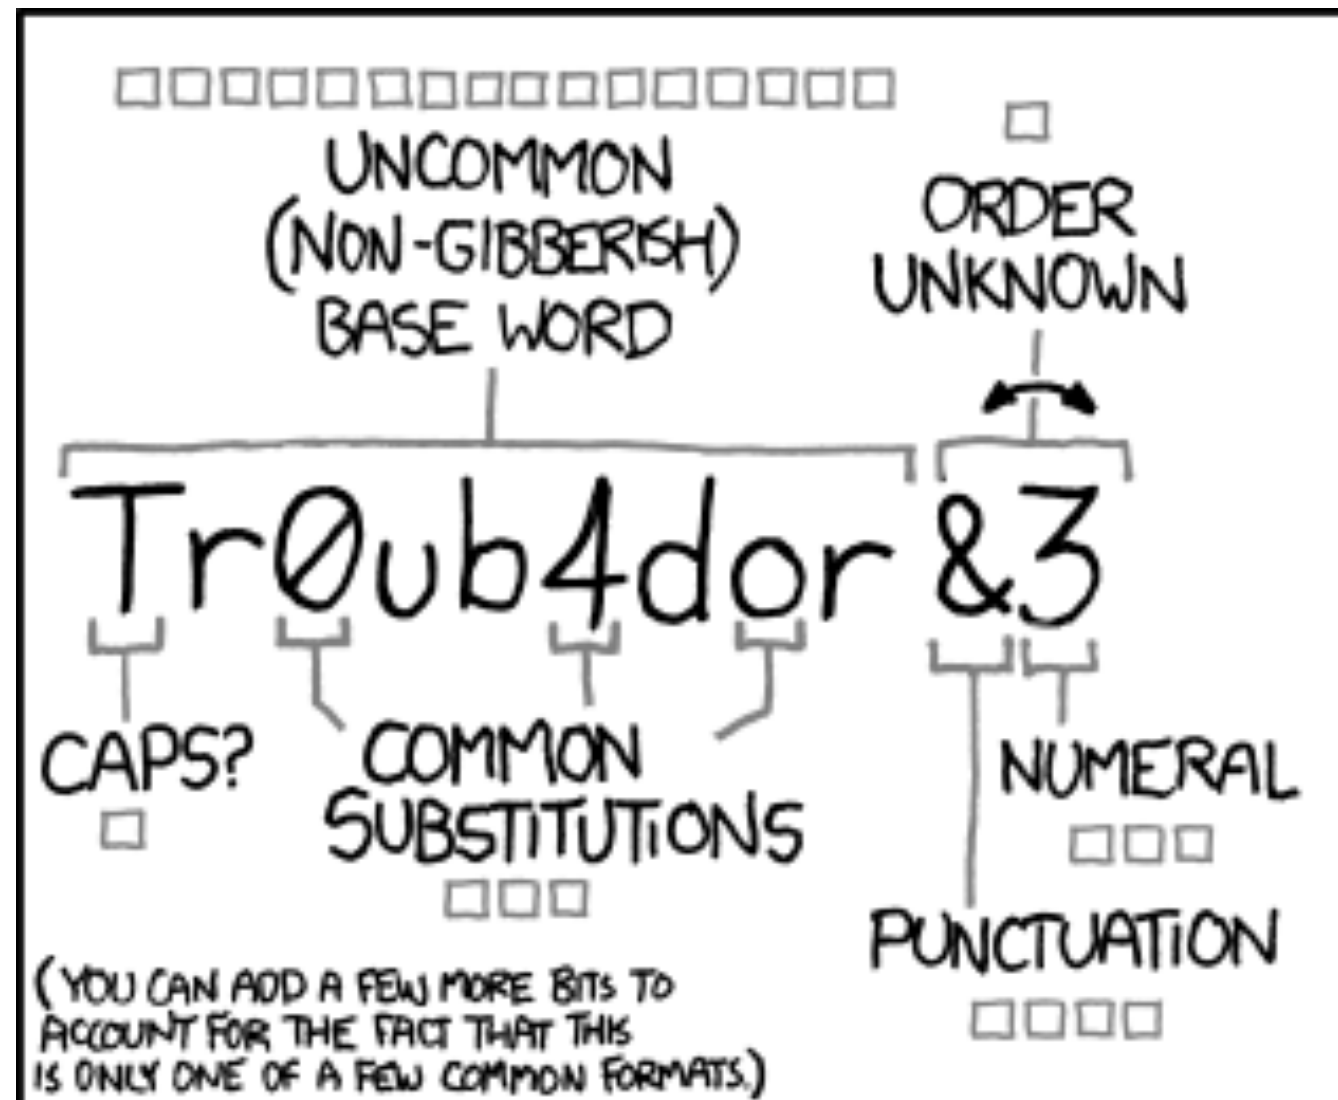 UNCOMMON
(NON-GIBBERISH)
BASE WORD
ORDER
UNKNOWN
Tr0ub4dor &3
CAPS?
COMMON
SUBSTITUTIONS
NUMERAL
PUNCTUATION
(YOU CAN ADD A FEW MORE BITS TO
ACCOUNT FOR THE FACT THAT THIS
IS ONLY ONE OF A FEW COMMON FORMATS.)